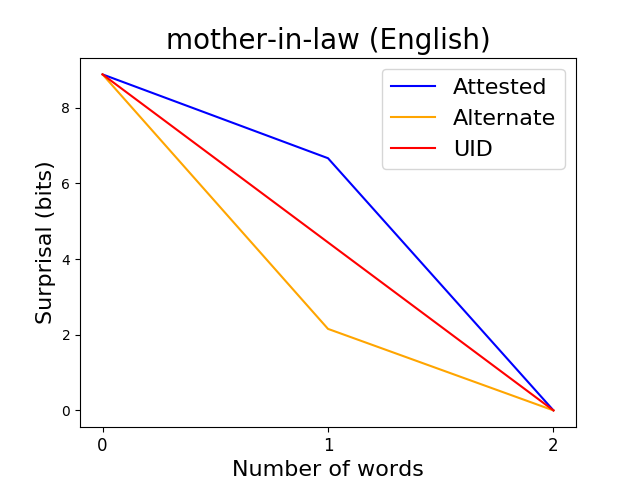 mother-in-law (English)
Attested
Alternate
UID
Surprisal (bits)
8
6
4
2
0
0 1 2
Number of words